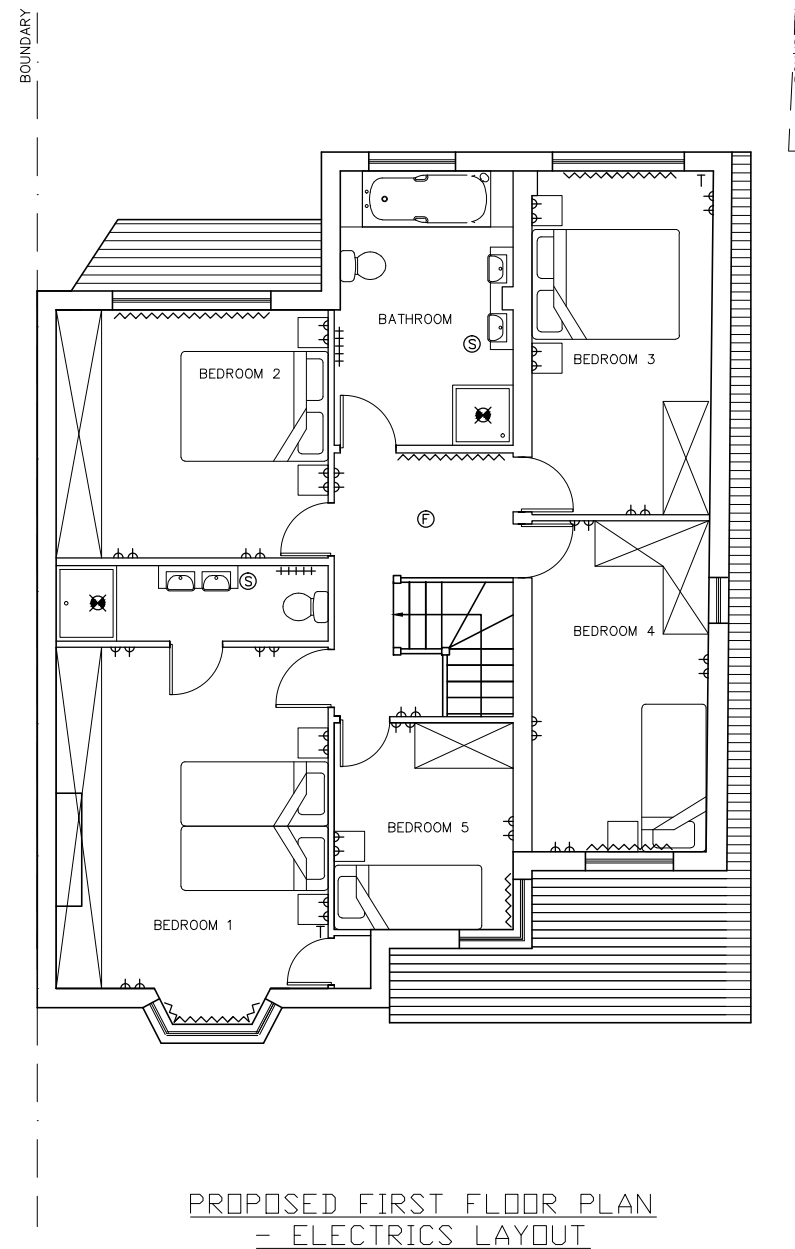 BOUNDARY
BATHROOM
S
BEDROOM 3
BEDROOM 2
F
S
BEDROOM 4
BEDROOM 5
BEDROOM 1
T
T
PROPOSED FIRST FLOOR PLAN
- ELECTRICS LAYOUT